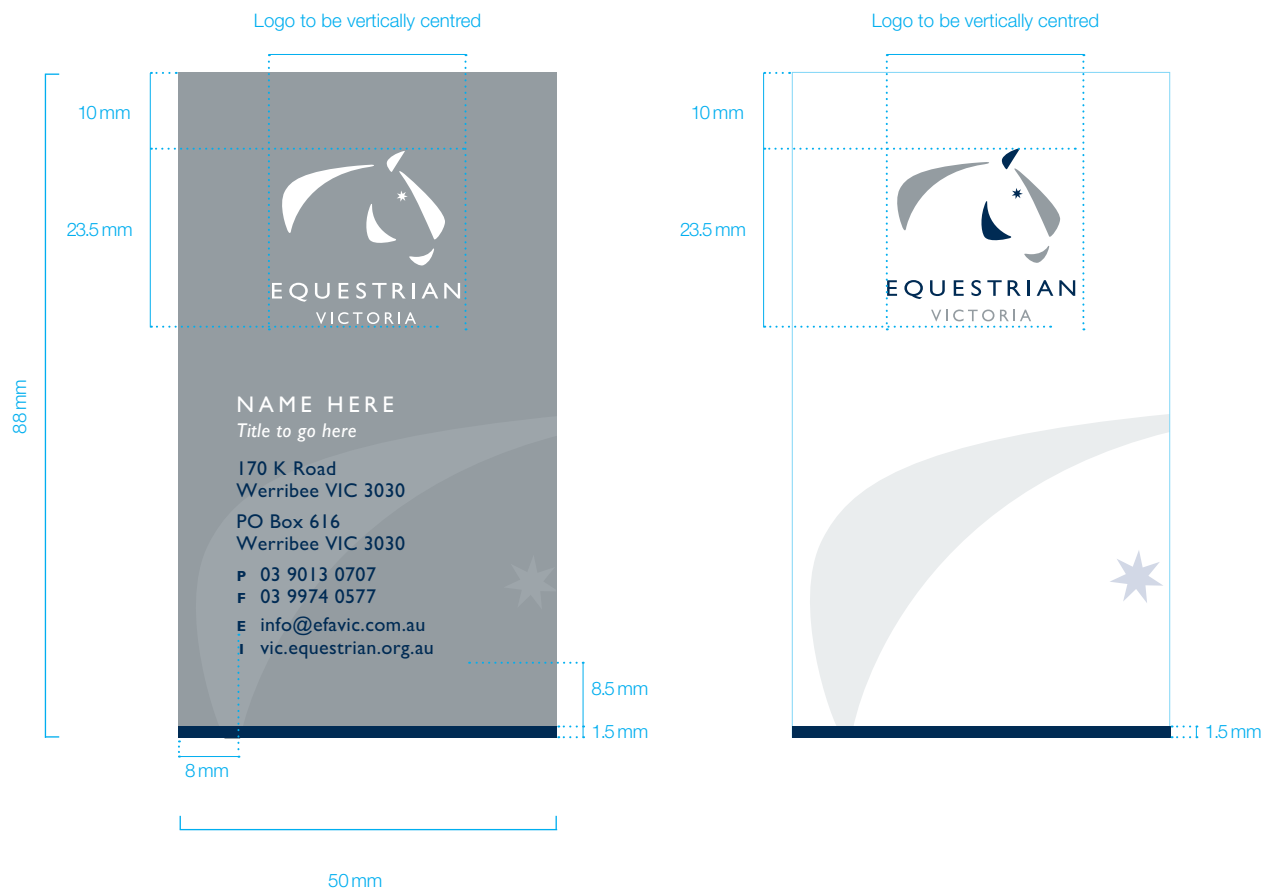 Logo to be vertically centred
10 mm
23.5 mm
88 mm
EQUESTRIAN
VICTORIA
NAME HERE
Title to go here
170 K Road
Werribee VIC 3030
PO Box 616
Werribee VIC 3030
P 03 9013 0707
F 03 9974 0577
E info@efavic.com.au
I vic.equestrian.org.au
8.5 mm
1.5 mm
8 mm
50 mm
Logo to be vertically centred
10 mm
23.5 mm
EQUESTRIAN
VICTORIA
1.5 mm